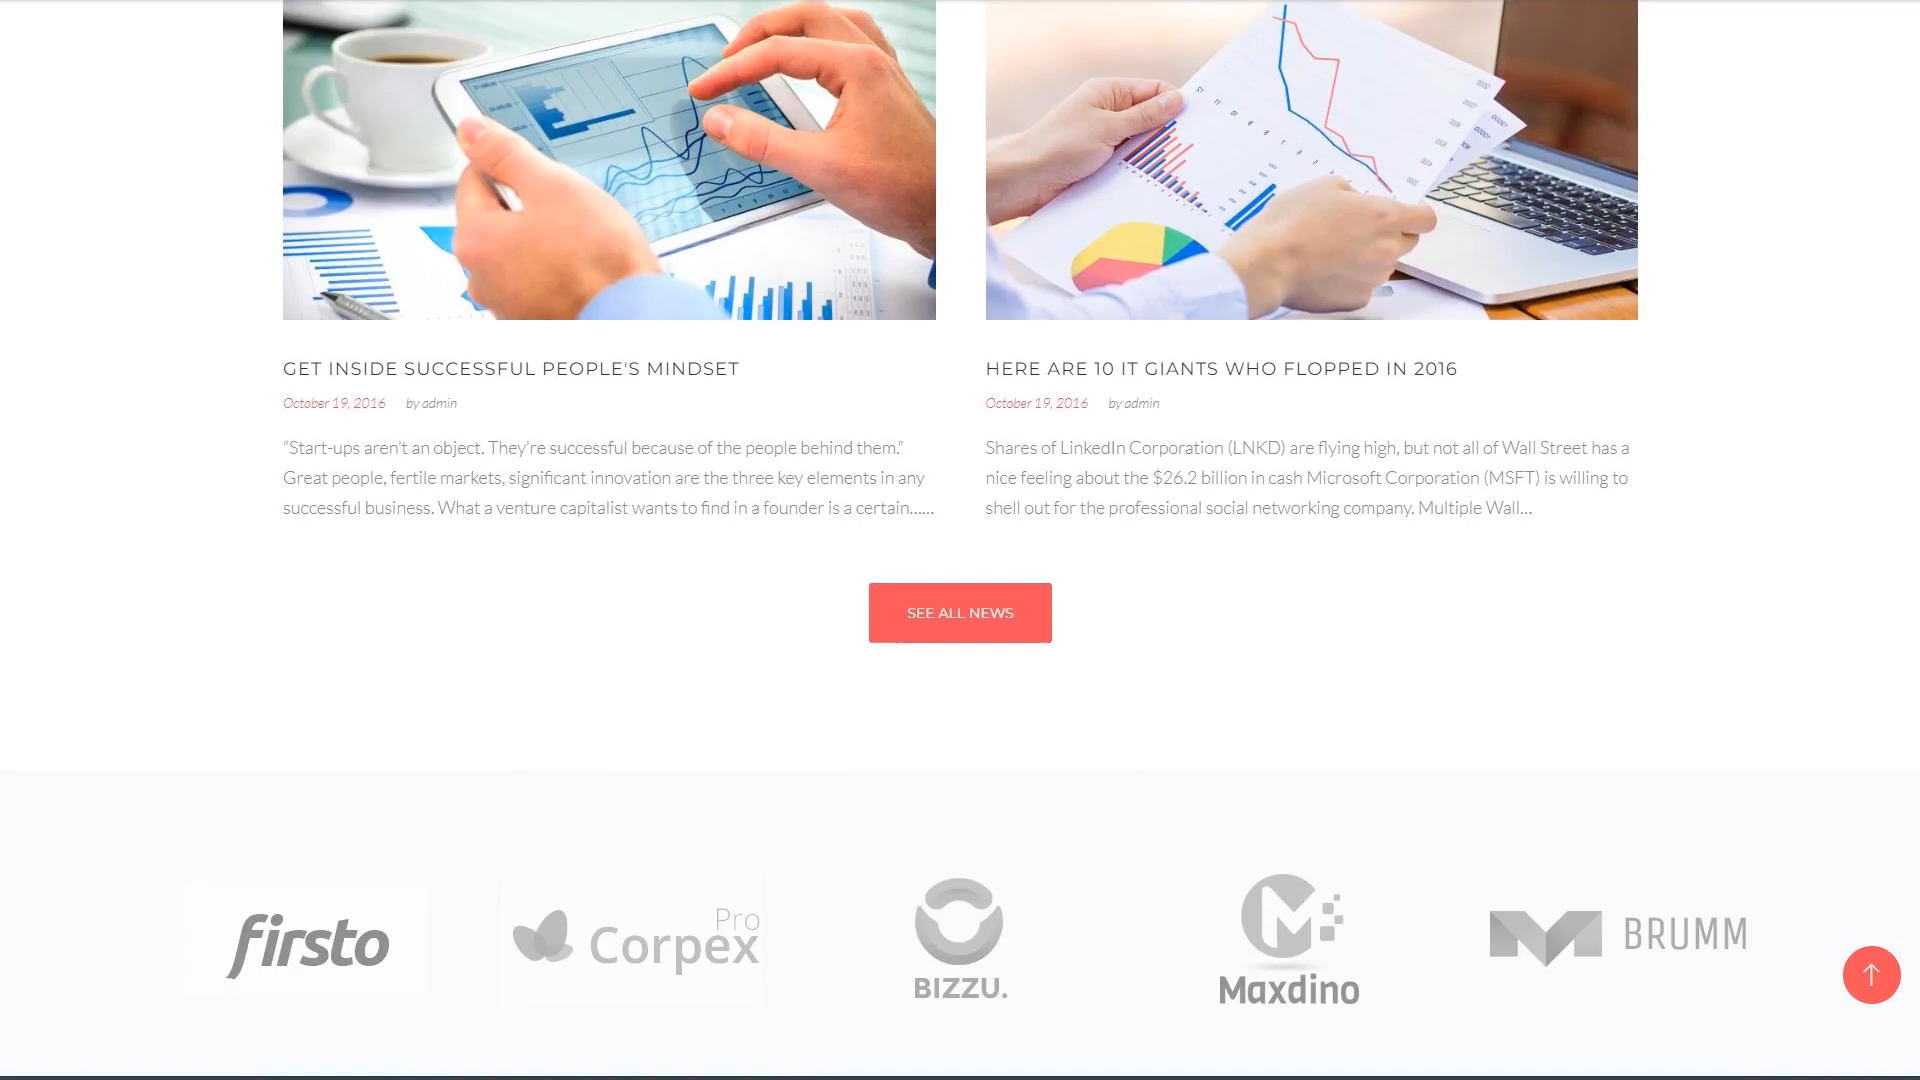 GET INSIDE SUCCESSFUL PEOPLE'S MINDSET
October 19, 2016 by admin
“Start-ups aren’t an object. They’re successful because of the people behind them.”
Great people, fertile markets, significant innovation are the three key elements in any
successful business. What a venture capitalist wants to find in a founder is a certain……
HERE ARE 10 IT GIANTS WHO FLOPPED IN 2016
October 19, 2016 by admin
Shares of LinkedIn Corporation (LNKD) are flying high, but not all of Wall Street has a
nice feeling about the $26.2 billion in cash Microsoft Corporation (MSFT) is willing to
shell out for the professional social networking company. Multiple Wall…
SEE ALL NEWS
firsto
Pro
Corpex
BIZZU.
Maxdino
BRUMM